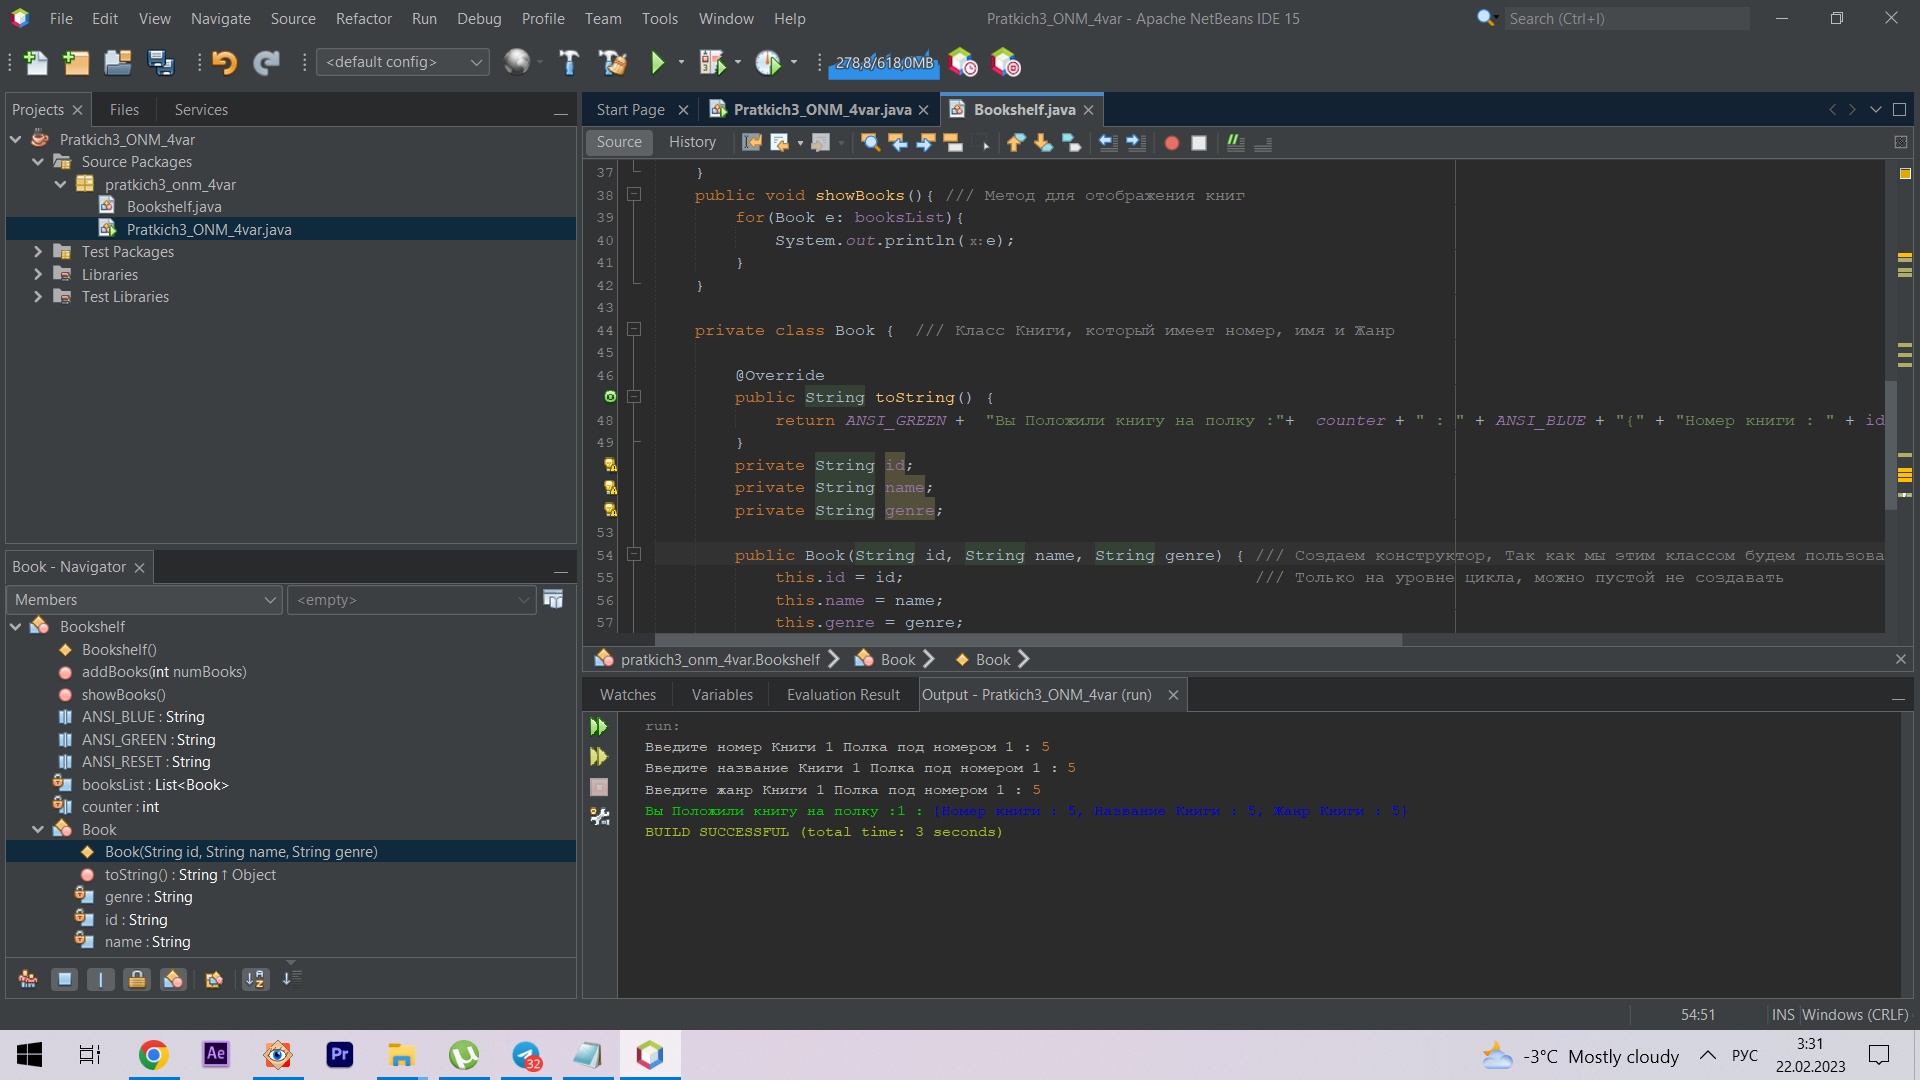 File Edit View Navigate Source Refactor Run Debug Profile Team Tools Window Help
Pratkich3_ONM_4var - Apache NetBeans IDE 15
Search (Ctrl+I)
<default config>
278,8/618,0MB
Projects Files Services
Pratkich3_ONM_4var
Source Packages
pratkich3_onm_4var
Bookshelf.java
Pratkich3_ONM_4var.java
Test Packages
Libraries
Test Libraries
Book - Navigator
Members <empty>
Bookshelf
Bookshelf()
addBooks(int numBooks)
showBooks()
ANSI_BLUE : String
ANSI_GREEN : String
ANSI_RESET : String
booksList : List<Book>
counter : int
Book
Book(String id, String name, String genre)
toString() : String ↑ Object
genre : String
id : String
name : String
Start Page Pratkich3_ONM_4var.java Bookshelf.java
Source History
37 }
38 public void showBooks(){ /// Метод для отображения книг
39 for(Book e: booksList){
40 System.out.println( x:e);
41 }
42 }
43
44 private class Book { /// Класс Книги, который имеет номер, имя и Жанр
45
46 @Override
public String toString() {
48 return ANSI_GREEN + "Вы Положили книгу на полку :"+ counter + " : " + ANSI_BLUE + "{" + "Номер книги : " + id
49 }
private String id;
private String name;
private String genre;
53
54 public Book(String id, String name, String genre) { /// Создаем конструктор, Так как мы этим классом будем пользова
55 this.id = id; /// Только на уровне цикла, можно пустой не создавать
56 this.name = name;
57 this.genre = genre;
pratkich3_onm_4var.Bookshelf Book Book
Watches Variables Evaluation Result Output - Pratkich3_ONM_4var (run)
run:
Введите номер Книги 1 Полка под номером 1 : 5
Введите название Книги 1 Полка под номером 1 : 5
Введите жанр Книги 1 Полка под номером 1 : 5
Вы Положили книгу на полку :1 : {Номер книги : 5, Название Книги : 5, Жанр Книги : 5}
BUILD SUCCESSFUL (total time: 3 seconds)
54:51 INS Windows (CRLF)
Ae Pr 32
-3°C Mostly cloudy РУС 3:31
22.02.2023